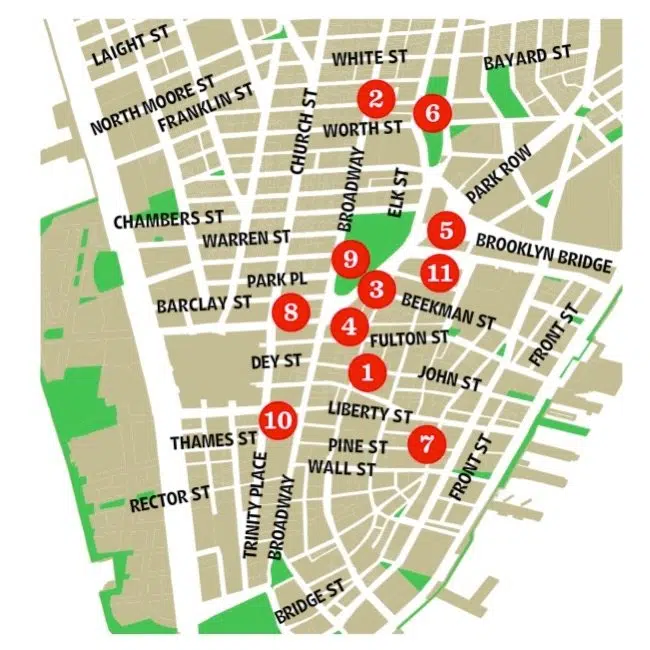 LAIGHT ST
WHITE ST
BAYARD ST
NORTH MOORE ST
FRANKLIN ST
2
6
WORTH ST
CHURCH ST
BROADWAY
ELK ST
PARK ROW
CHAMBERS ST
WARREN ST
5
BROOKLYN BRIDGE
9
11
PARK PL
3
BARCLAY ST
8
BEEKMAN ST
4
FULTON ST
FRONT ST
DEY ST
1
JOHN ST
10
LIBERTY ST
THAMES ST
PINE ST
7
WALL ST
FRONT ST
RECTOR ST
TRINITY PLACE
BROADWAY
BRIDGE ST